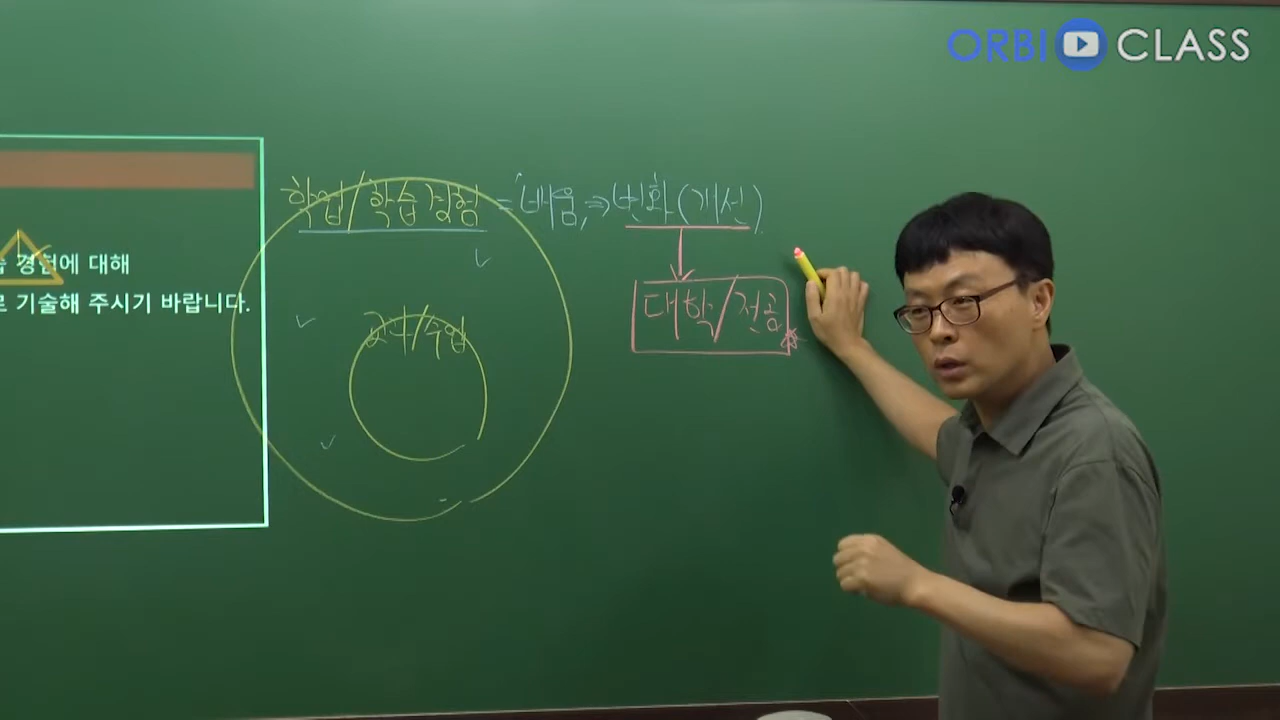 ORBI CLASS
학업/학습경험 = 배움, ⇒ 변화(개선)
경험에 대해
로 기술해 주시기 바랍니다.
교과/수업
대학/전공